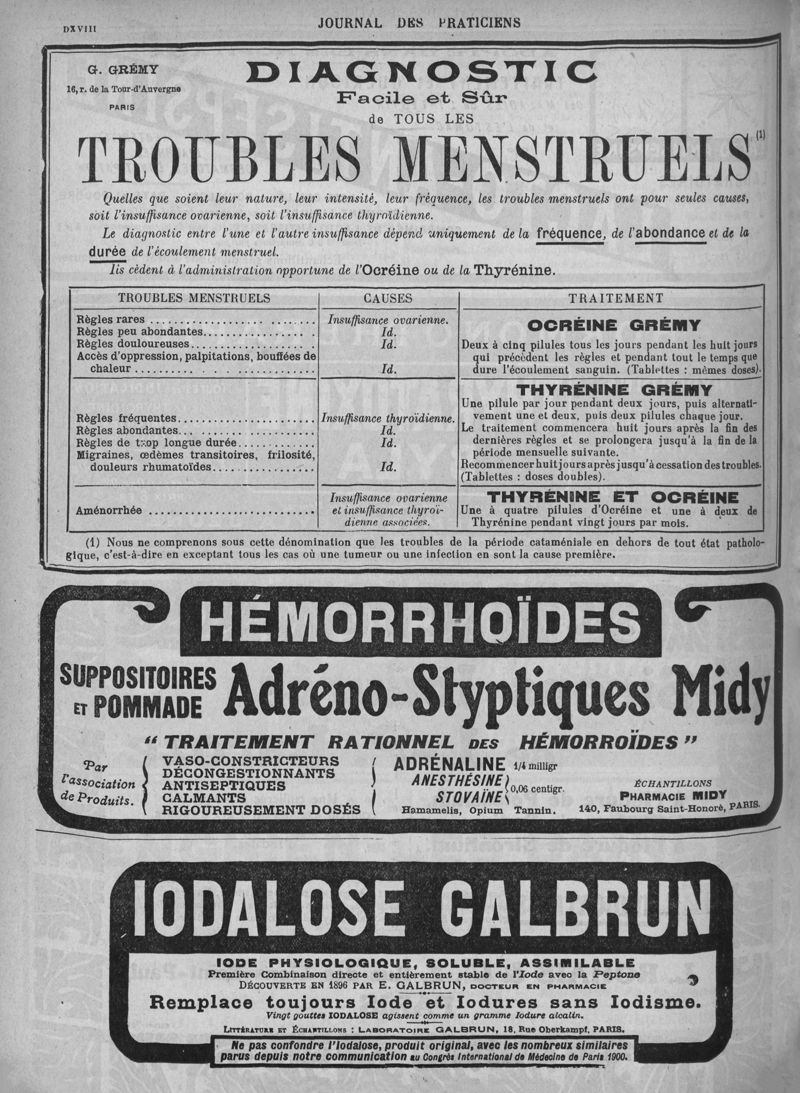 DXVIII
JOURNAL DES PRATICIENS
G. GRÉMY
16, r. de la Tour-d'Auvergne
PARIS
DIAGNOSTIC
Facile et Sûr
de TOUS LES
TROUBLES MENSTRUELS (1)
Quelles que soient leur nature, leur intensité, leur fréquence, les troubles menstruels ont pour seules causes,
soit l'insuffisance ovarienne, soit l'insuffisance thyroïdienne.
Le diagnostic entre l'une et l'autre insuffisance dépend uniquement de la fréquence, de l'abondance et de la
durée de l'écoulement menstruel.
Ils cèdent à l'administration opportune de l'Ocréine ou de la Thyrénine.
TROUBLES MENSTRUELS CAUSES TRAITEMENT
Règles rares Insuffisance ovarienne.
Règles peu abondantes Id.
Règles douloureuses Id.
Accès d'oppression, palpitations, bouffées de
chaleur Id.
OCRÉINE GRÉMY
Deux à cinq pilules tous les jours pendant les huit jours
qui précèdent les règles et pendant tout le temps que
dure l'écoulement sanguin. (Tablettes : mêmes doses).
Règles fréquentes Insuffisance thyroïdienne.
Règles abondantes Id.
Règles de trop longue durée Id.
Migraines, œdèmes transitoires, frilosité,
douleurs rhumatoïdes Id.
THYRÉNINE GRÉMY
Une pilule par jour pendant deux jours, puis alternati-
vement une et deux, puis deux pilules chaque jour.
Le traitement commencera huit jours après la fin des
dernières règles et se prolongera jusqu'à la fin de la
période mensuelle suivante.
Recommencer huit jours après jusqu'à cessation des troubles.
(Tablettes : doses doubles).
Aménorrhée
Insuffisance ovarienne
et insuffisance thyroï-
dienne associées.
THYRÉNINE ET OCRÉINE
Une à quatre pilules d'Ocréine et une à deux de
Thyrénine pendant vingt jours par mois.
(1) Nous ne comprenons sous cette dénomination que les troubles de la période cataméniale en dehors de tout état patholo-
gique, c'est-à-dire en exceptant tous les cas où une tumeur ou une infection en sont la cause première.
HÉMORRHOÏDES
SUPPOSITOIRES
ET POMMADE
Adréno-Styptiques Midy
“ TRAITEMENT RATIONNEL DES HÉMORROÏDES ”
Par
l'association
de Produits.
VASO-CONSTRICTEURS
DÉCONGESTIONNANTS
ANTISEPTIQUES
CALMANTS
RIGOUREUSEMENT DOSÉS
ADRÉNALINE 1/4 milligr
ANESTHÉSINE
STOVAÏNE 0,06 centigr.
Hamamelis, Opium Tannin.
ÉCHANTILLONS
PHARMACIE MIDY
140, Faubourg Saint-Honoré, PARIS.
IODALOSE GALBRUN
IODE PHYSIOLOGIQUE, SOLUBLE, ASSIMILABLE
Première Combinaison directe et entièrement stable de l'Iode avec la Peptone
DÉCOUVERTE EN 1896 PAR E. GALBRUN, DOCTEUR EN PHARMACIE
Remplace toujours Iode et Iodures sans Iodisme.
Vingt gouttes IODALOSE agissent comme un gramme Iodure alcalin.
LITTÉRATURE ET ÉCHANTILLONS : LABORATOIRE GALBRUN, 18, Rue Oberkampf, PARIS.
Ne pas confondre l'Iodalose, produit original, avec les nombreux similaires
parus depuis notre communication au Congrès International de Médecine de Paris 1900.